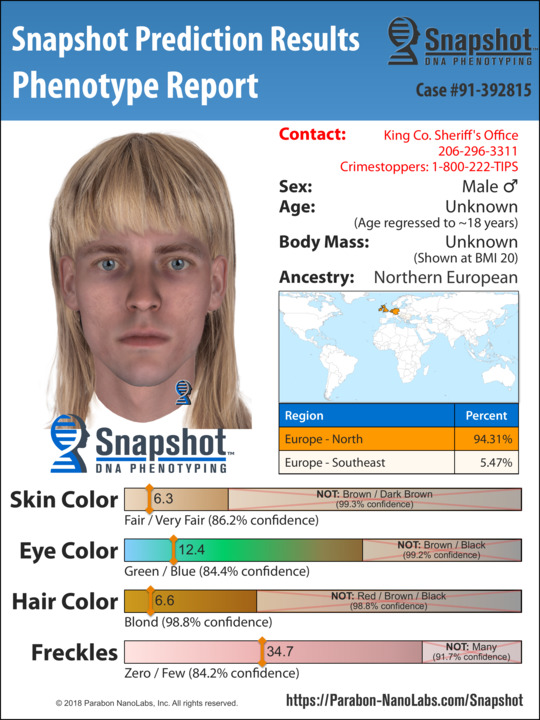 Snapshot Prediction Results
Phenotype Report
Snapshot™
DNA PHENOTYPING
Case #91-392815
Contact: King Co. Sheriff's Office
206-296-3311
Crimestoppers: 1-800-222-TIPS
Sex: Male ♂
Age: Unknown
(Age regressed to ~18 years)
Body Mass: Unknown
(Shown at BMI 20)
Ancestry: Northern European
Region Percent
Europe - North 94.31%
Europe - Southeast 5.47%
Snapshot™
DNA PHENOTYPING
Skin Color 6.3 NOT: Brown / Dark Brown
(99.3% confidence)
Fair / Very Fair (86.2% confidence)
Eye Color 12.4 NOT: Brown / Black
(99.2% confidence)
Green / Blue (84.4% confidence)
Hair Color 6.6 NOT: Red / Brown / Black
(98.8% confidence)
Blond (98.8% confidence)
Freckles 34.7 NOT: Many
(91.7% confidence)
Zero / Few (84.2% confidence)
© 2018 Parabon NanoLabs, Inc. All rights reserved. https://Parabon-NanoLabs.com/Snapshot